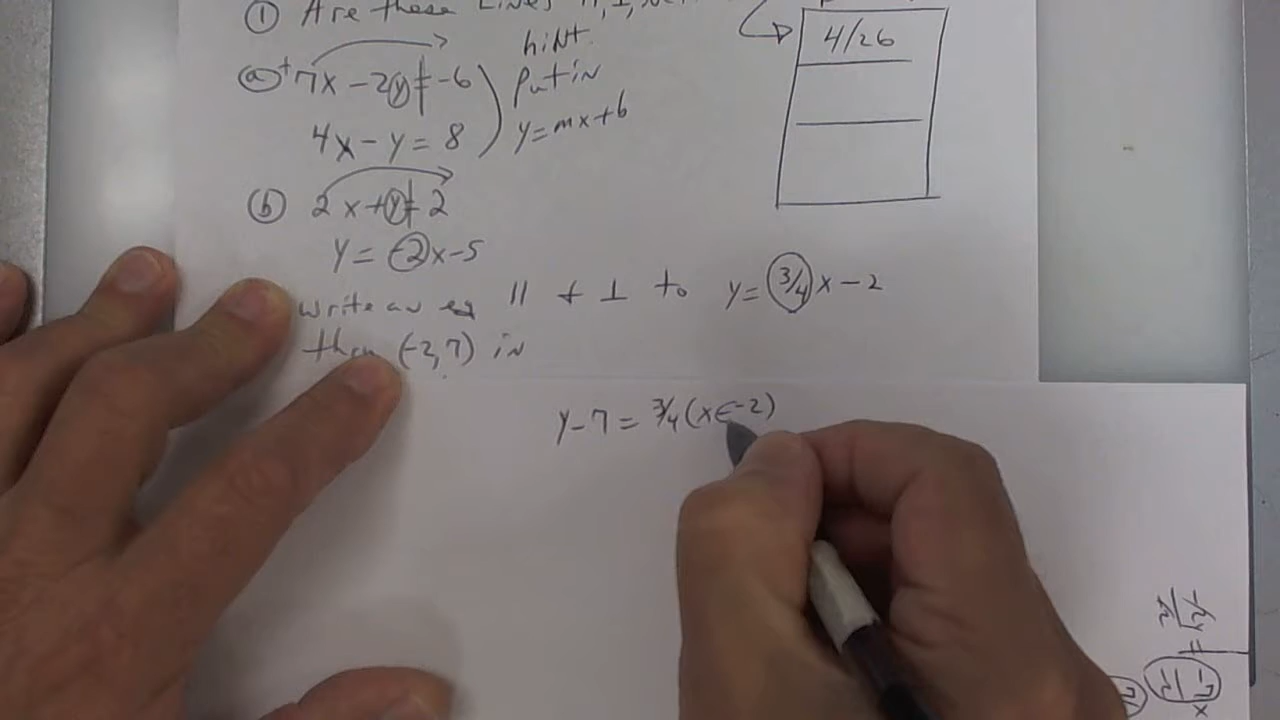 ① Are these Lines //, ⊥,
hint.
ⓐ +7x - 2y = -6
put in
4x - y = 8
y = mx + b
ⓑ 2x + y = 2
y = -2x - 5
write an eq // + ⊥ to y = 3/4 x - 2
(-2, 7) in
4/26
y - 7 = 3/4 (x - -2)